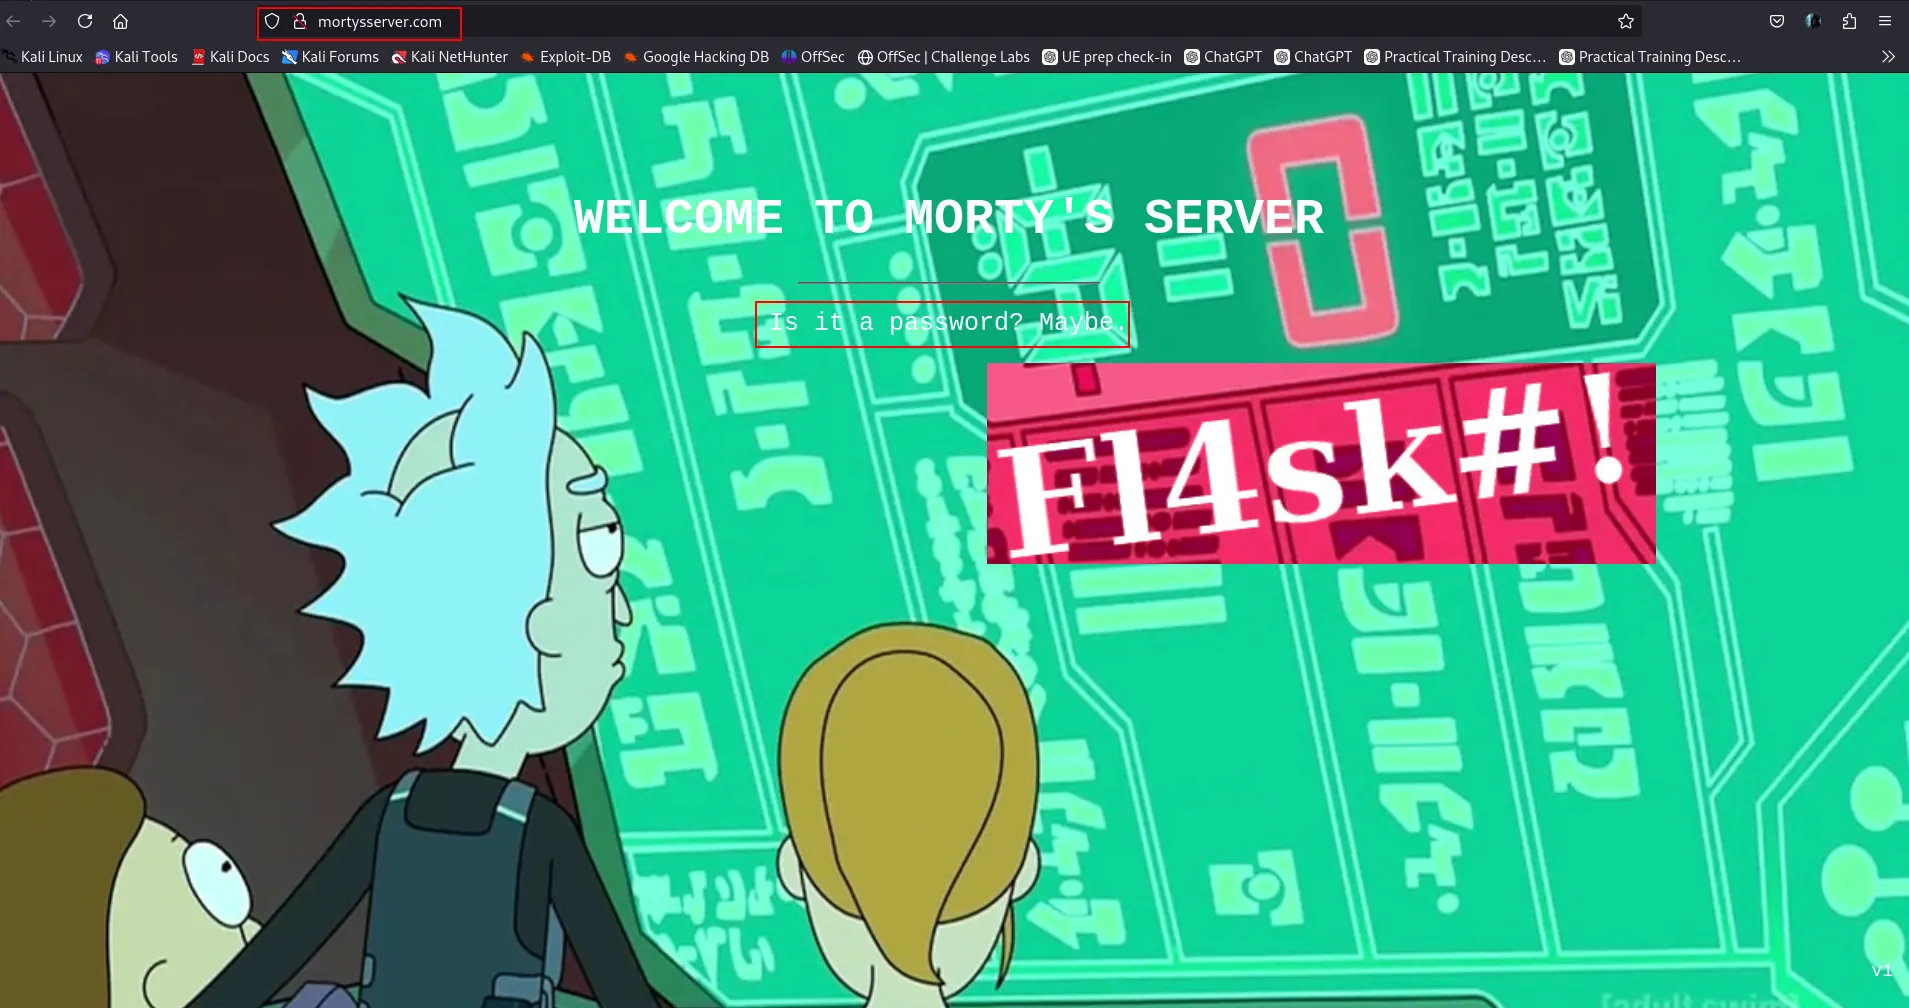 mortysserver.com
Kali Linux Kali Tools Kali Docs Kali Forums Kali NetHunter Exploit-DB Google Hacking DB OffSec OffSec | Challenge Labs UE prep check-in ChatGPT ChatGPT Practical Training Desc… Practical Training Desc…
WELCOME TO MORTY'S SERVER
Is it a password? Maybe.
Fl4sk#!
v1
[adult swim]